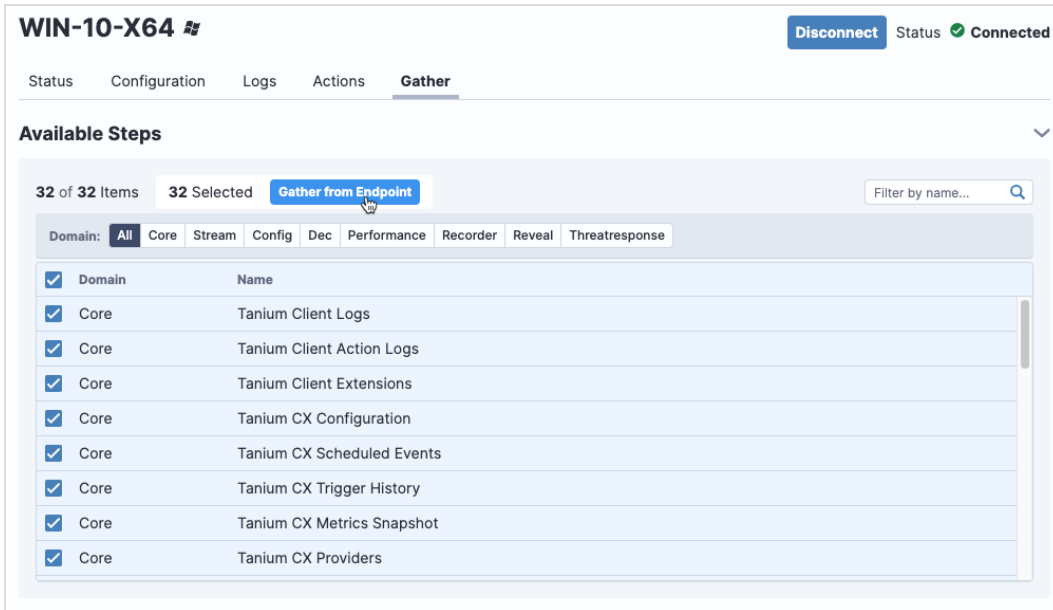 WIN-10-X64
Disconnect Status Connected
Status Configuration Logs Actions Gather
Available Steps
32 of 32 Items 32 Selected Gather from Endpoint Filter by name...
Domain: All Core Stream Config Dec Performance Recorder Reveal Threatresponse
Domain Name
Core Tanium Client Logs
Core Tanium Client Action Logs
Core Tanium Client Extensions
Core Tanium CX Configuration
Core Tanium CX Scheduled Events
Core Tanium CX Trigger History
Core Tanium CX Metrics Snapshot
Core Tanium CX Providers